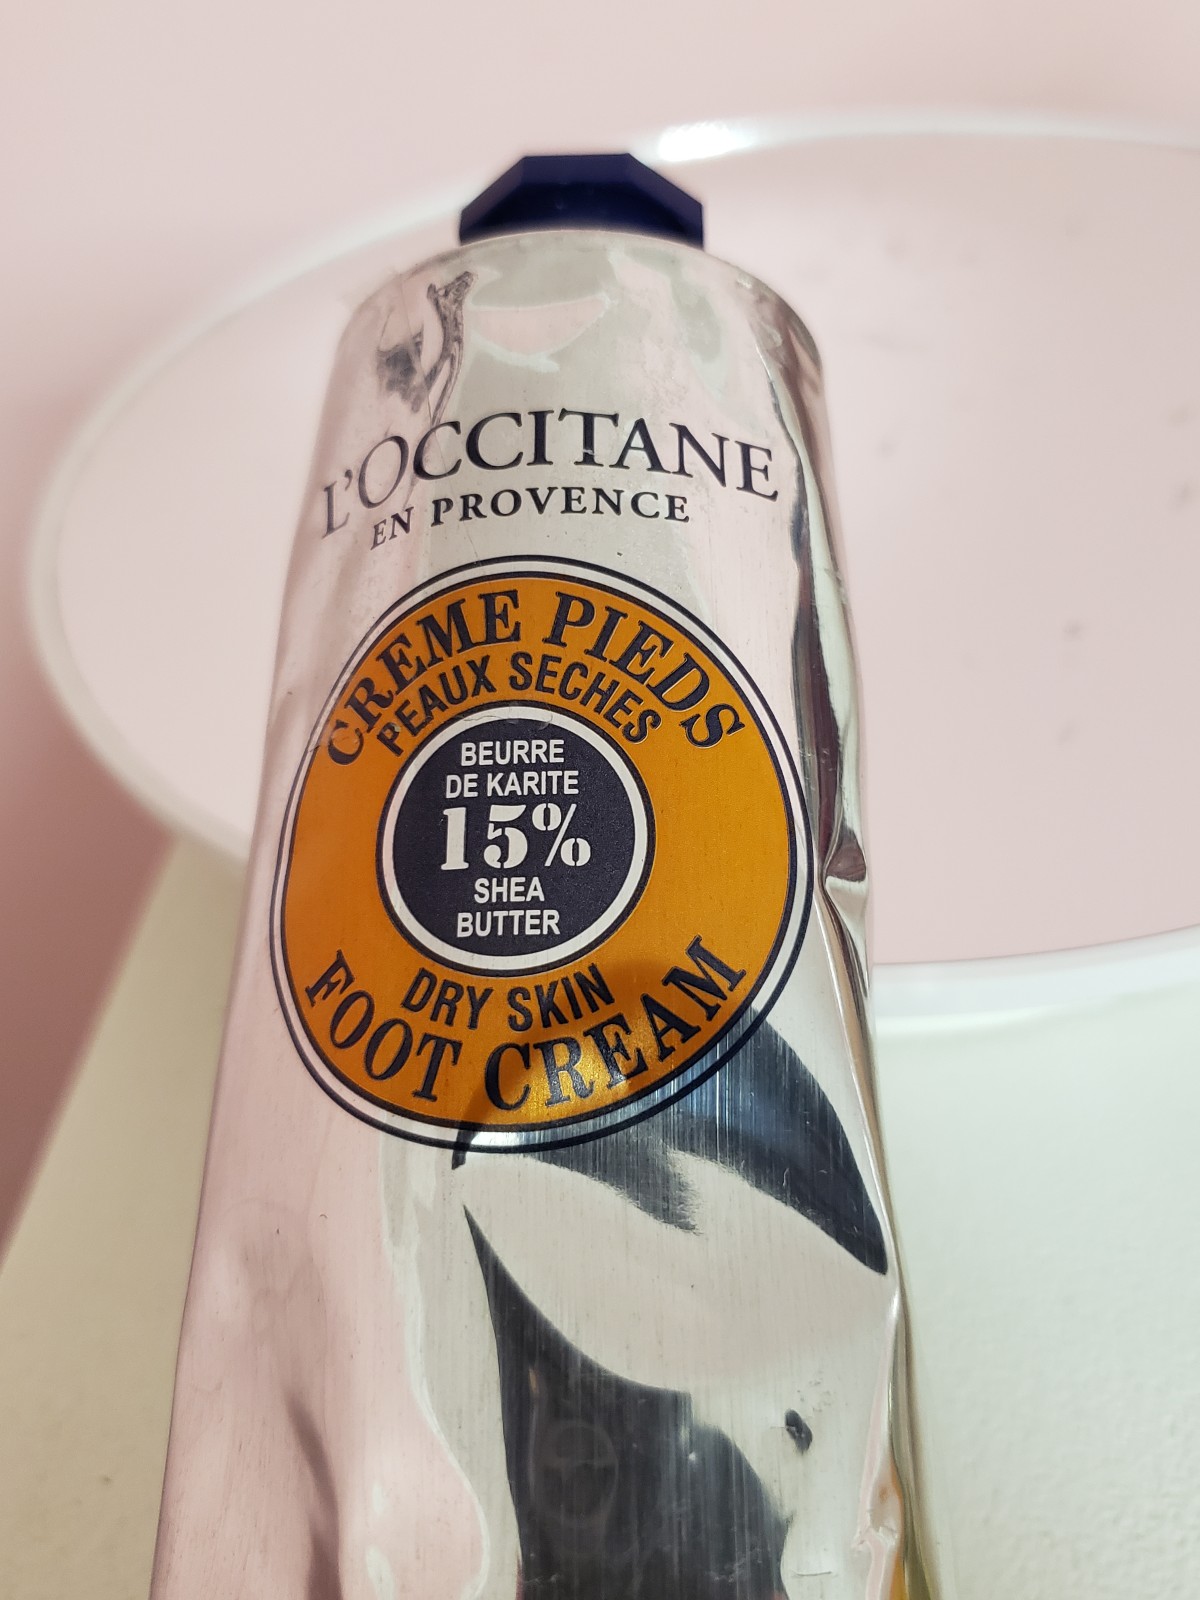 L'OCCITANE
EN PROVENCE
CREME PIEDS
PEAUX SECHES
BEURRE
DE KARITE
15%
SHEA
BUTTER
DRY SKIN
FOOT CREAM